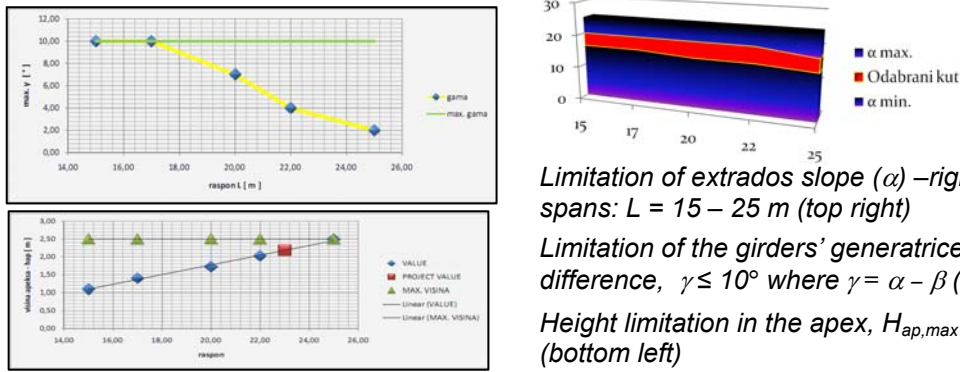 12,00
10,00
8,00
6,00
4,00
2,00
0,00
max. γ [ ° ]
14,00 16,00 18,00 20,00 22,00 24,00 26,00
raspon L [ m ]
gama
max. gama
3,00
2,50
2,00
1,50
1,00
0,50
0,00
visina apeksa - hap [ m ]
14,00 16,00 18,00 20,00 22,00 24,00 26,00
raspon
VALUE
PROJECT VALUE
MAX. VISINA
Linear (VALUE)
Linear (MAX. VISINA)
30
20
10
0
15 17 20 22 25
α max.
Odabrani kut
α min.
Limitation of extrados slope (α) –rig
spans: L = 15 – 25 m (top right)
Limitation of the girders’ generatrice
difference, γ ≤ 10° where γ = α – β (
Height limitation in the apex, Hap,max
(bottom left)